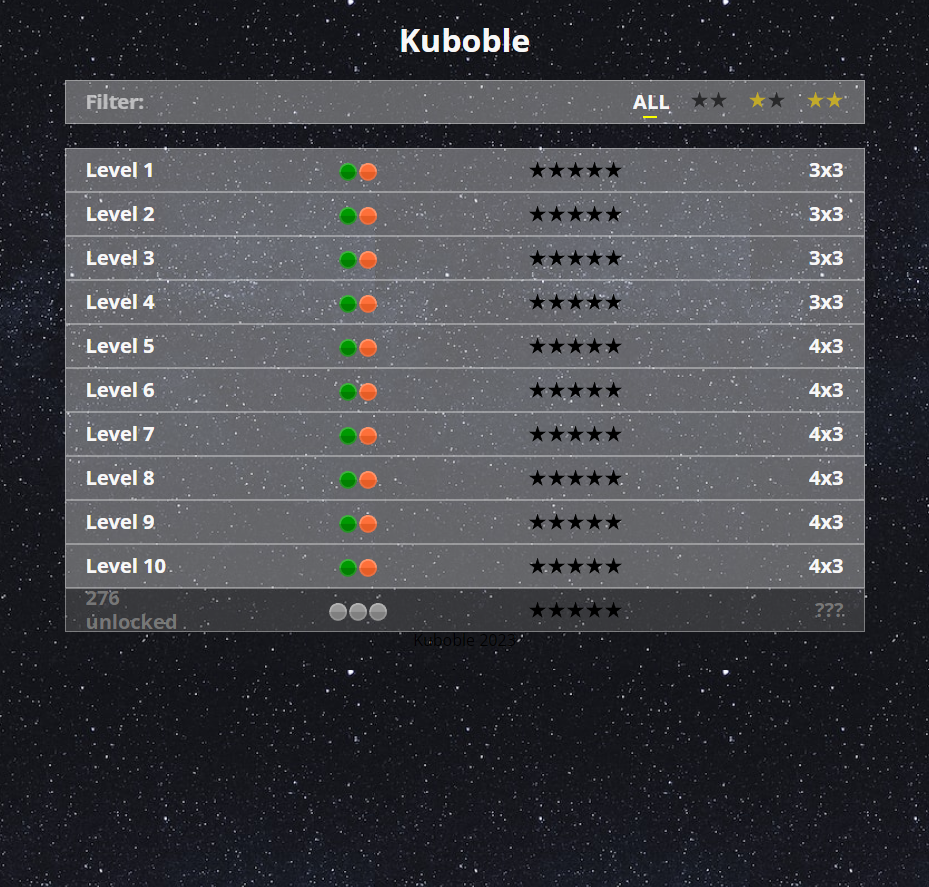 Kuboble
Filter: ALL ★★ ★★ ★★
Level 1 ★★★★★ 3x3
Level 2 ★★★★★ 3x3
Level 3 ★★★★★ 3x3
Level 4 ★★★★★ 3x3
Level 5 ★★★★★ 4x3
Level 6 ★★★★★ 4x3
Level 7 ★★★★★ 4x3
Level 8 ★★★★★ 4x3
Level 9 ★★★★★ 4x3
Level 10 ★★★★★ 4x3
276
unlocked ★★★★★ ???
Kuboble 2023